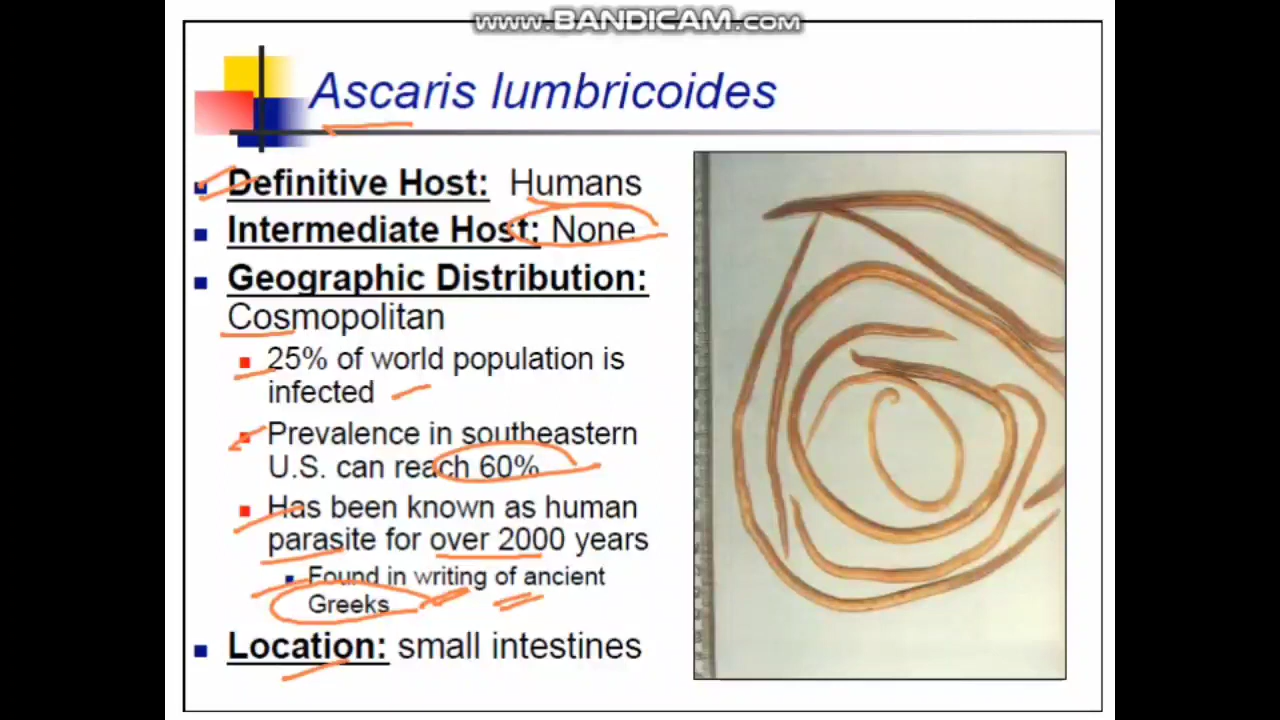 www.BANDICAM.com
Ascaris lumbricoides
Definitive Host: Humans
Intermediate Host: None
Geographic Distribution:
Cosmopolitan
25% of world population is
infected
Prevalence in southeastern
U.S. can reach 60%
Has been known as human
parasite for over 2000 years
Found in writing of ancient
Greeks
Location: small intestines